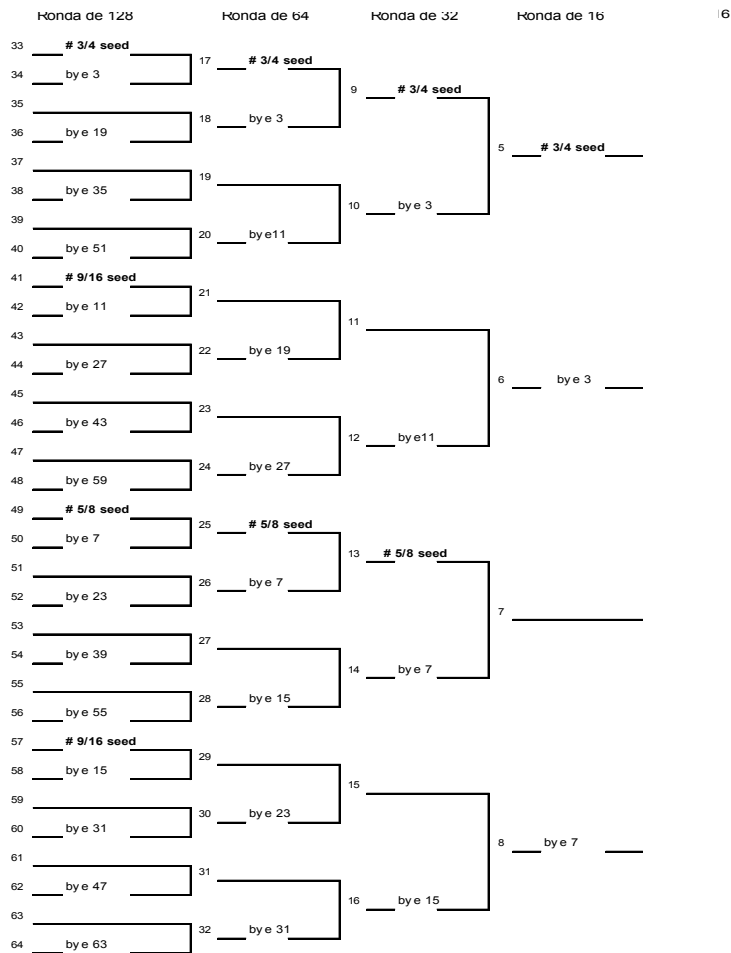 Ronda de 128
33 # 3/4 seed
34 bye 3
35
36 bye 19
37
38 bye 35
39
40 bye 51
41 # 9/16 seed
42 bye 11
43
44 bye 27
45
46 bye 43
47
48 bye 59
49 # 5/8 seed
50 bye 7
51
52 bye 23
53
54 bye 39
55
56 bye 55
57 # 9/16 seed
58 bye 15
59
60 bye 31
61
62 bye 47
63
64 bye 63
Ronda de 64
17 # 3/4 seed
18 bye 3
19
20 bye11
21
22 bye 19
23
24 bye 27
25 # 5/8 seed
26 bye 7
27
28 bye 15
29
30 bye 23
31
32 bye 31
Ronda de 32
9 # 3/4 seed
10 bye 3
11
12 bye11
13 # 5/8 seed
14 bye 7
15
16 bye 15
Ronda de 16
5 # 3/4 seed
6 bye 3
7
8 bye 7
16